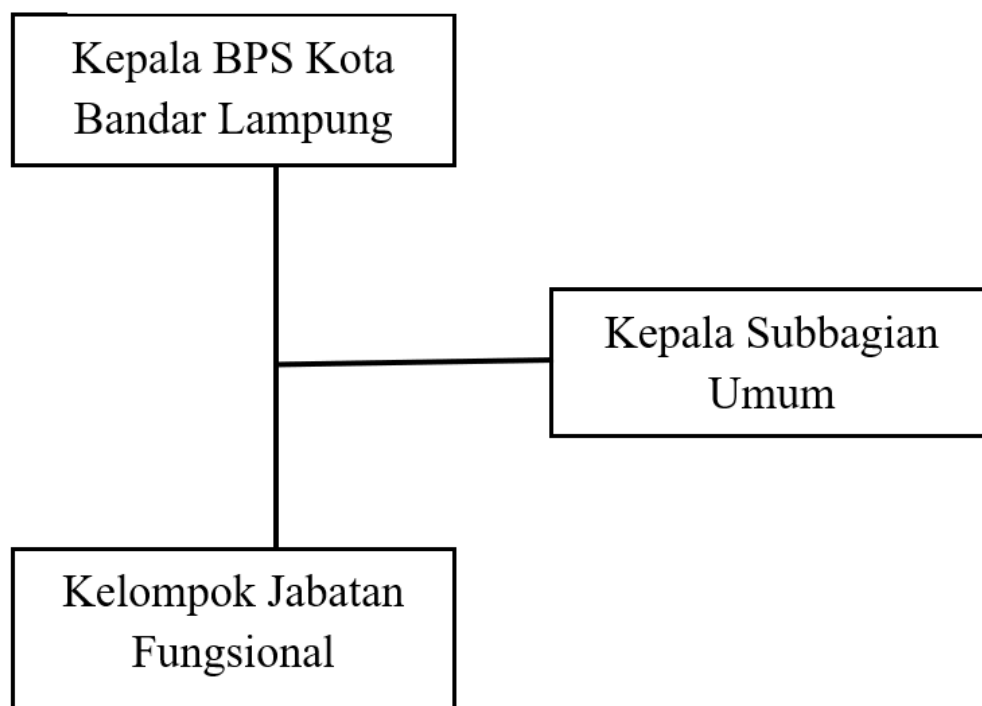 Kepala BPS Kota
Bandar Lampung
Kepala Subbagian
Umum
Kelompok Jabatan
Fungsional